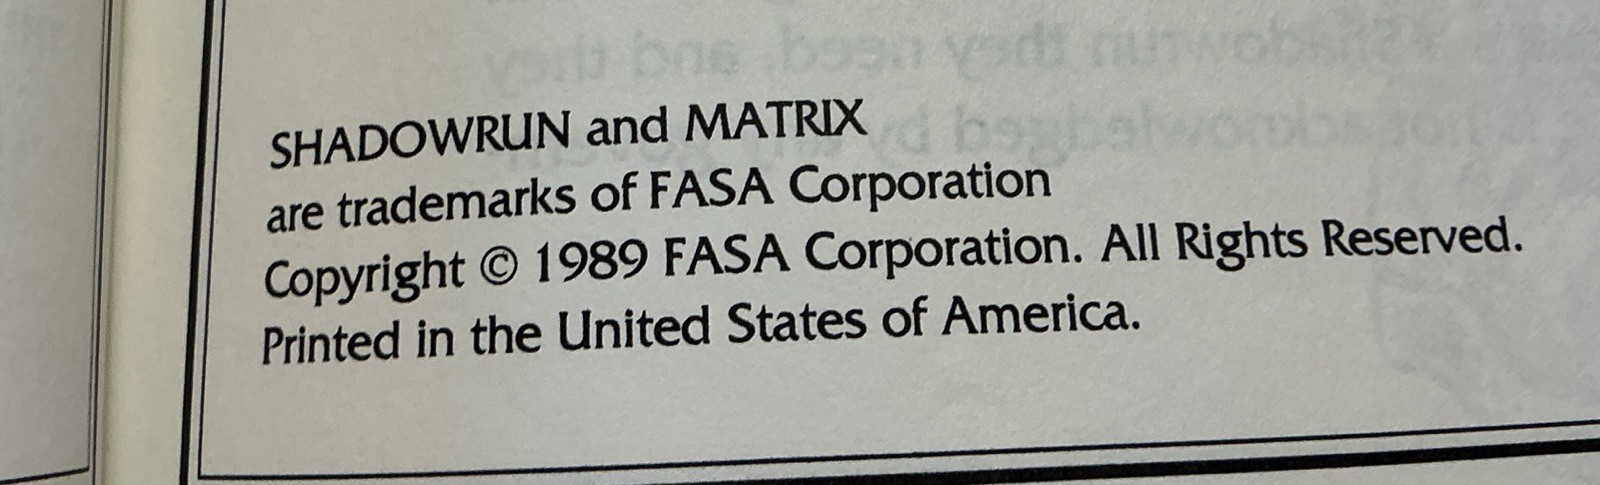 SHADOWRUN and MATRIX
are trademarks of FASA Corporation
Copyright © 1989 FASA Corporation. All Rights Reserved.
Printed in the United States of America.